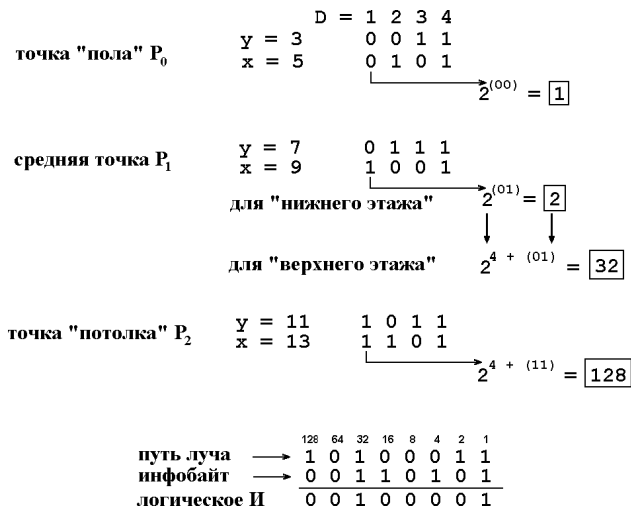 D = 1 2 3 4
точка "пола" P0 y = 3 0 0 1 1
x = 5 0 1 0 1
2(00) = 1
средняя точка P1 y = 7 0 1 1 1
x = 9 1 0 0 1
для "нижнего этажа" 2(01) = 2
для "верхнего этажа" 2 4 + (01) = 32
точка "потолка" P2 y = 11 1 0 1 1
x = 13 1 1 0 1
2 4 + (11) = 128
128 64 32 16 8 4 2 1
путь луча 1 0 1 0 0 0 1 1
инфобайт 0 0 1 1 0 1 0 1
логическое И 0 0 1 0 0 0 0 1